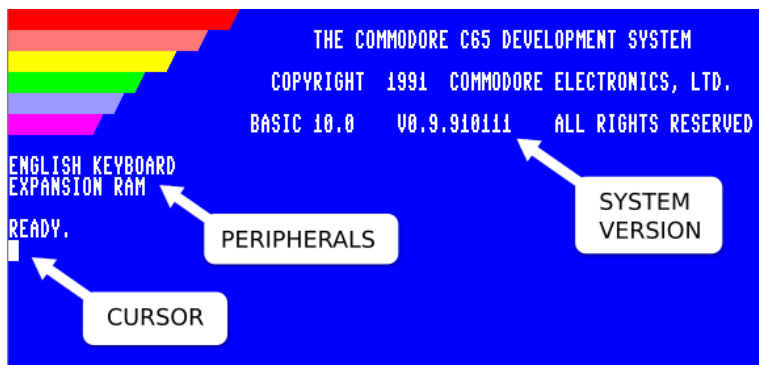 THE COMMODORE C65 DEVELOPMENT SYSTEM
COPYRIGHT 1991 COMMODORE ELECTRONICS, LTD.
BASIC 10.0 V0.9.910111 ALL RIGHTS RESERVED
ENGLISH KEYBOARD
EXPANSION RAM
READY.
PERIPHERALS
SYSTEM
VERSION
CURSOR